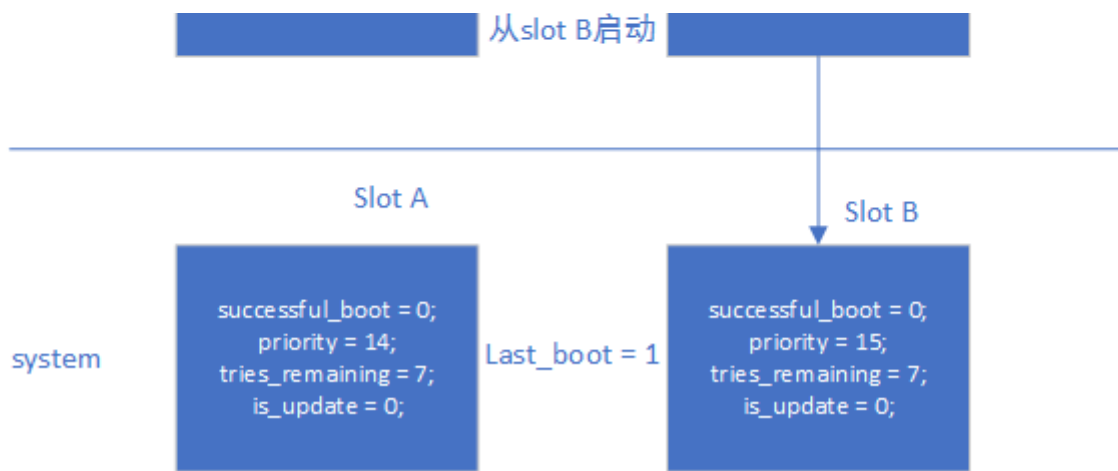 从slot B启动
Slot A
Slot B
system
successful_boot = 0;
priority = 14;
tries_remaining = 7;
is_update = 0;
Last_boot = 1
successful_boot = 0;
priority = 15;
tries_remaining = 7;
is_update = 0;